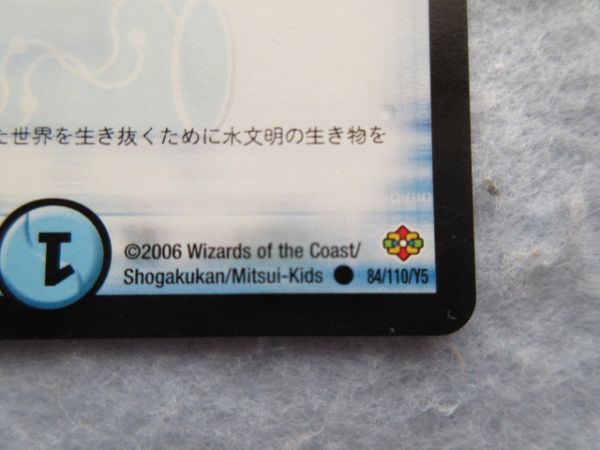 世界を生き抜くために水文明の生き物を
1
©2006 Wizards of the Coast/
Shogakukan/Mitsui-Kids ● 84/110/Y5